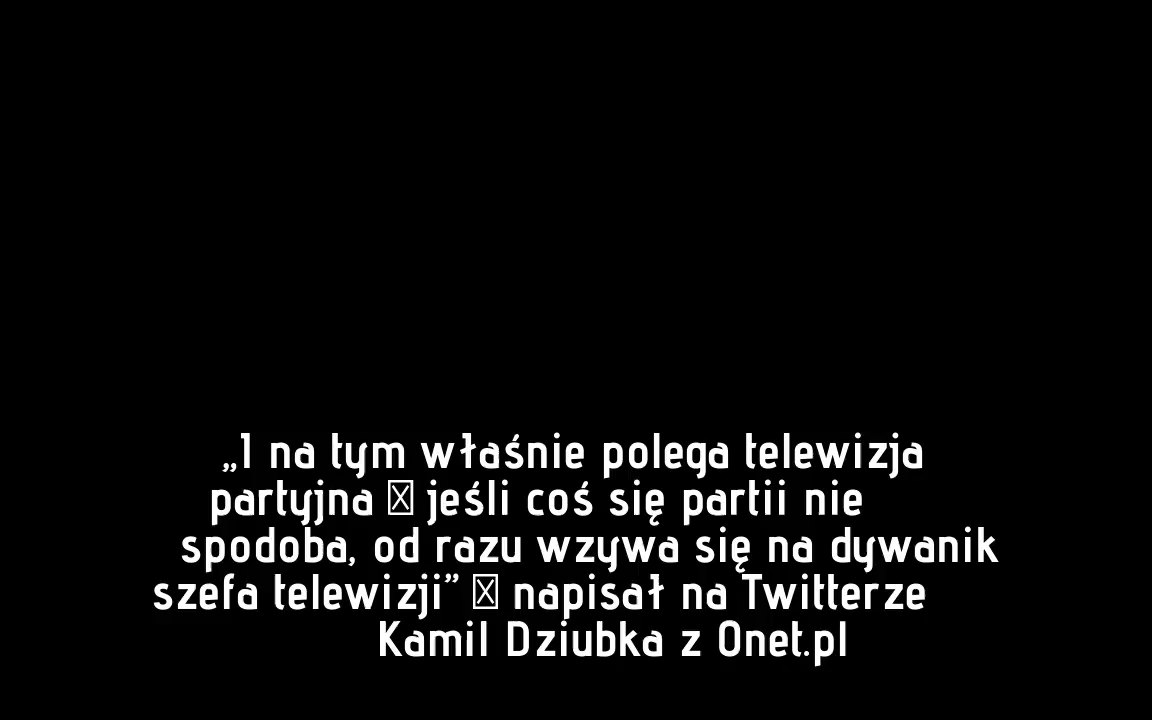 „I na tym właśnie polega telewizja
partyjna ☒ jeśli coś się partii nie
spodoba, od razu wzywa się na dywanik
szefa telewizji” ☒ napisał na Twitterze
Kamil Dziubka z Onet.pl